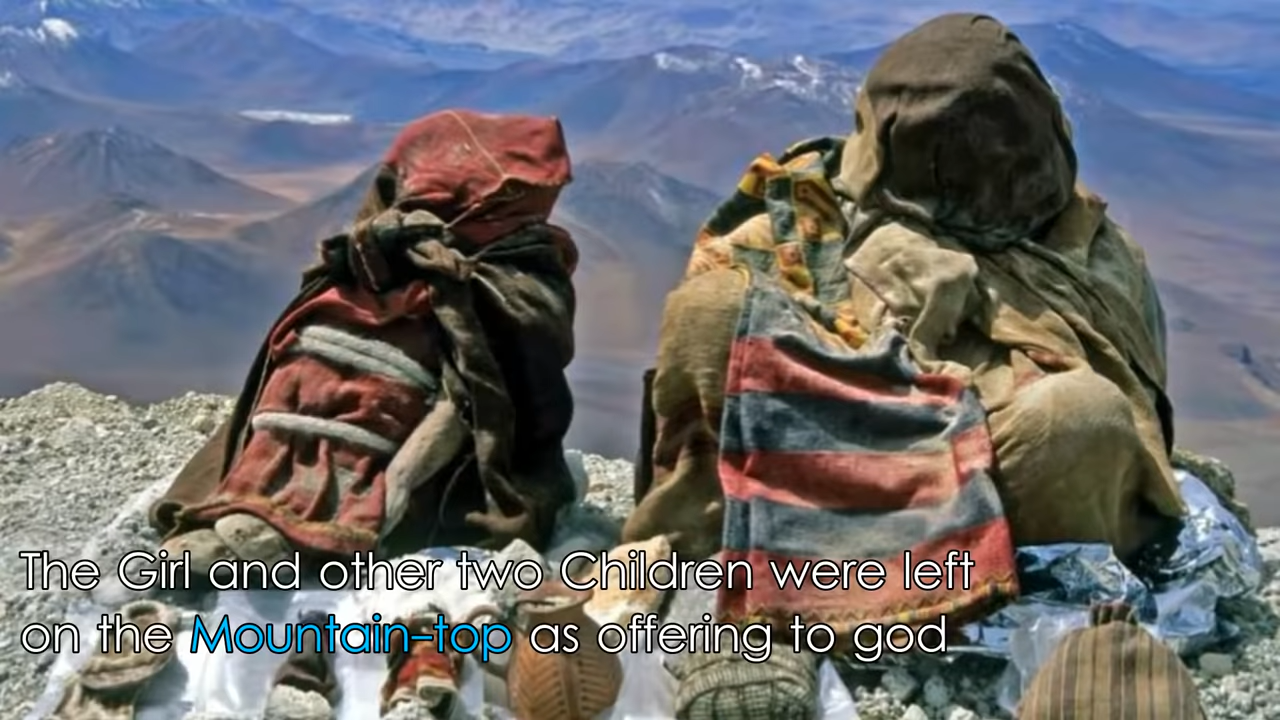 The Girl and other two Children were left
on the Mountain-top as offering to god